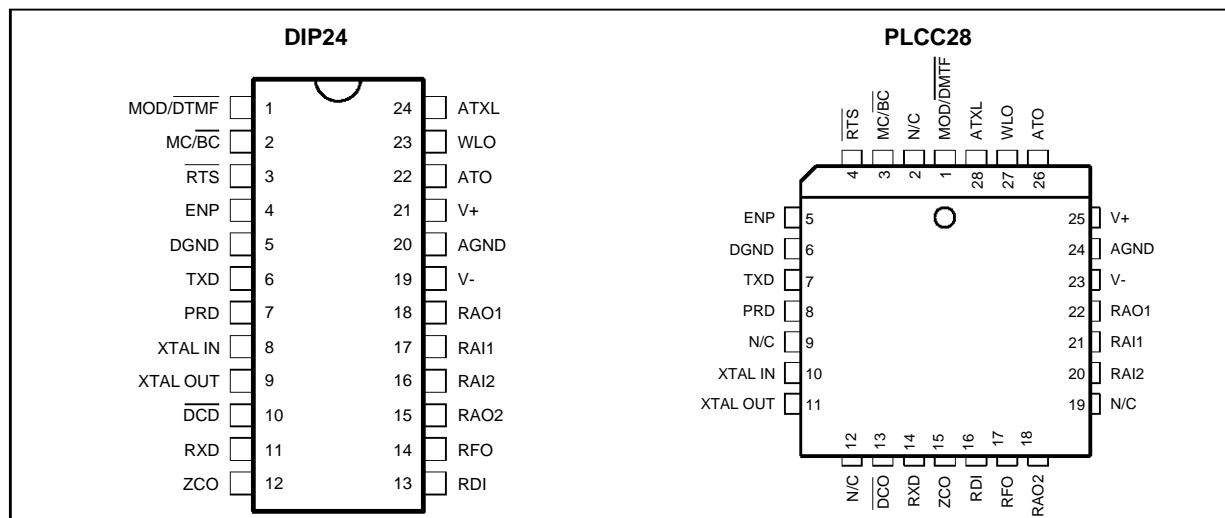 DIP24
MOD/DTMF 1 24 ATXL
MC/BC 2 23 WLO
RTS 3 22 ATO
ENP 4 21 V+
DGND 5 20 AGND
TXD 6 19 V-
PRD 7 18 RAO1
XTAL IN 8 17 RAI1
XTAL OUT 9 16 RAI2
DCD 10 15 RAO2
RXD 11 14 RFO
ZCO 12 13 RDI
PLCC28
RTS MC/BC N/C MOD/DMTF ATXL WLO ATO
4 3 2 1 28 27 26
ENP 5 25 V+
DGND 6 24 AGND
TXD 7 23 V-
PRD 8 22 RAO1
N/C 9 21 RAI1
XTAL IN 10 20 RAI2
XTAL OUT 11 19 N/C
12 13 14 15 16 17 18
N/C DCO RXD ZCO RDI RFO RAO2